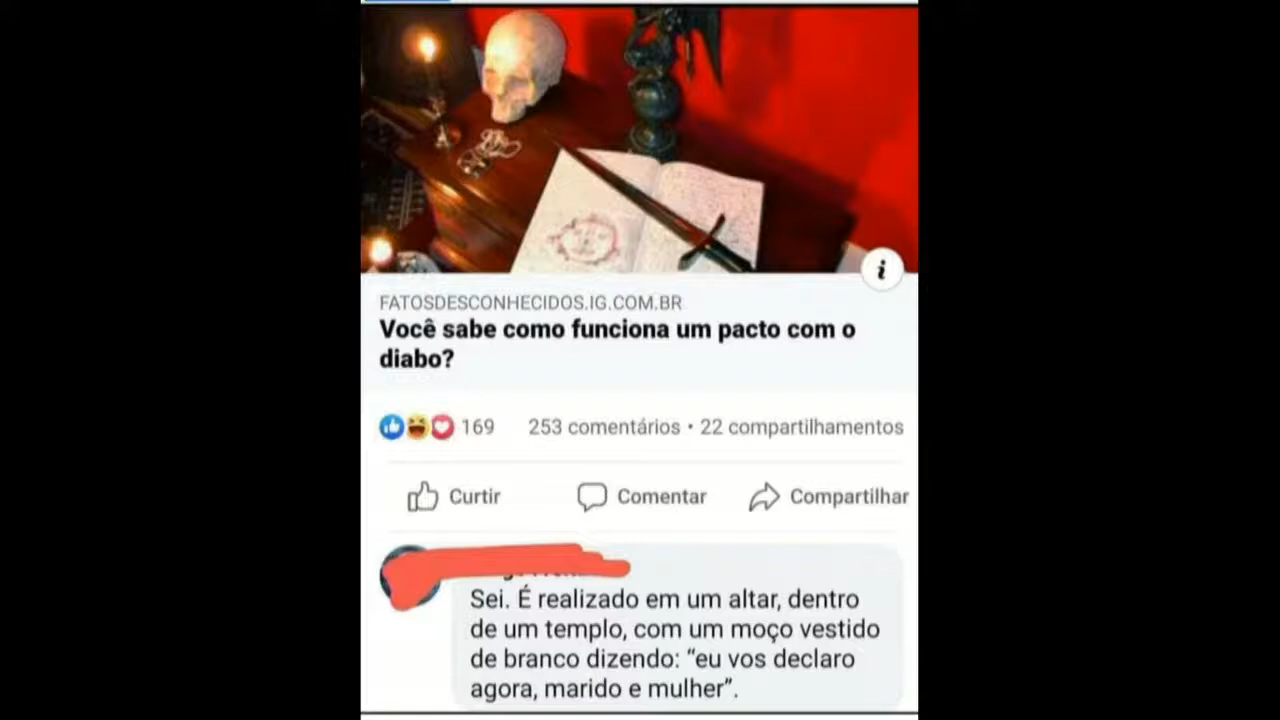 FATOSDESCONHECIDOS.IG.COM.BR
Você sabe como funciona um pacto com o
diabo?
169 253 comentários • 22 compartilhamentos
Curtir Comentar Compartilhar
Sei. É realizado em um altar, dentro
de um templo, com um moço vestido
de branco dizendo: “eu vos declaro
agora, marido e mulher”.